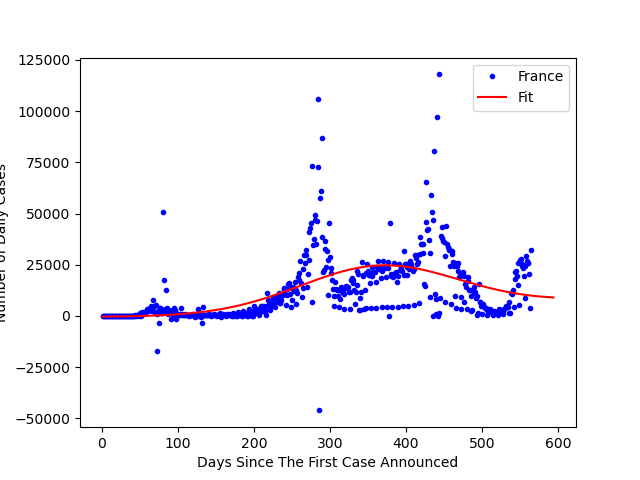 125000
100000
75000
50000
25000
0
−25000
−50000
0 100 200 300 400 500 600
Days Since The First Case Announced
Number of Daily Cases
France
Fit